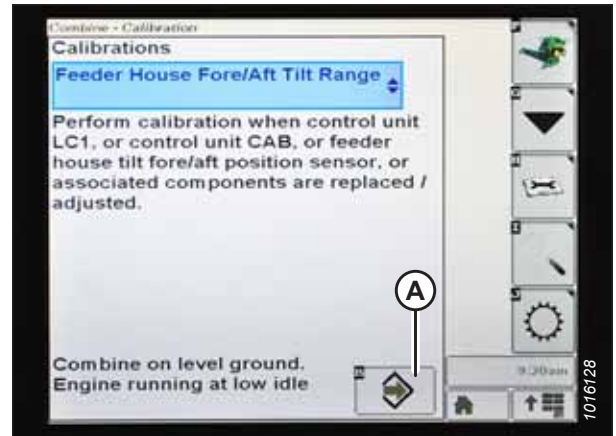 Combine - Calibration
Calibrations
Feeder House Fore/Aft Tilt Range
Perform calibration when control unit
LC1, or control unit CAB, or feeder
house tilt fore/aft position sensor, or
associated components are replaced /
adjusted.
A
Combine on level ground.
Engine running at low idle
9:20am
1016128